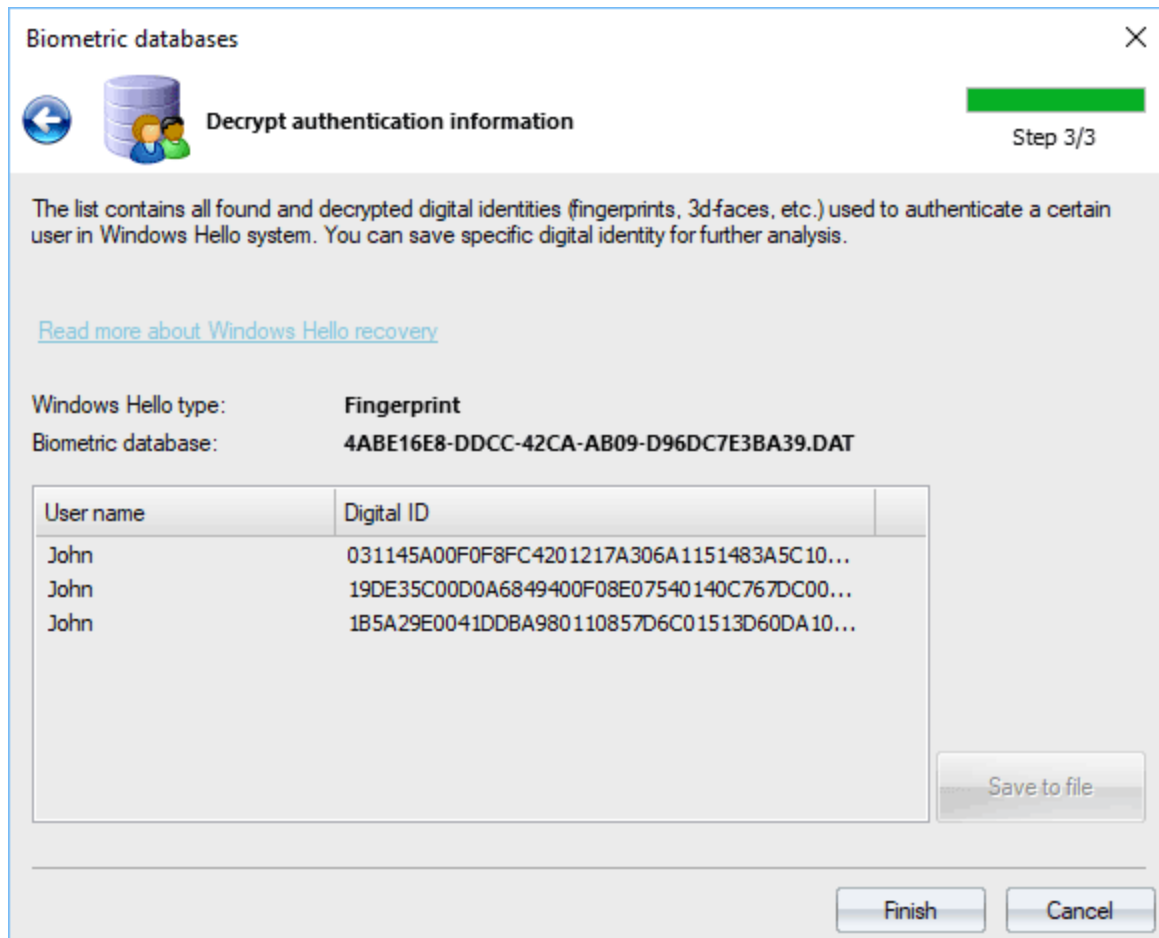 Biometric databases
Decrypt authentication information
Step 3/3
The list contains all found and decrypted digital identities (fingerprints, 3d-faces, etc.) used to authenticate a certain
user in Windows Hello system. You can save specific digital identity for further analysis.
Read more about Windows Hello recovery
Windows Hello type: Fingerprint
Biometric database: 4ABE16E8-DDCC-42CA-AB09-D96DC7E3BA39.DAT
User name Digital ID
John 031145A00F0F8FC4201217A306A1151483A5C10...
John 19DE35C00D0A6849400F08E07540140C767DC00...
John 1B5A29E0041DDBA980110857D6C01513D60DA10...
Save to file
Finish Cancel